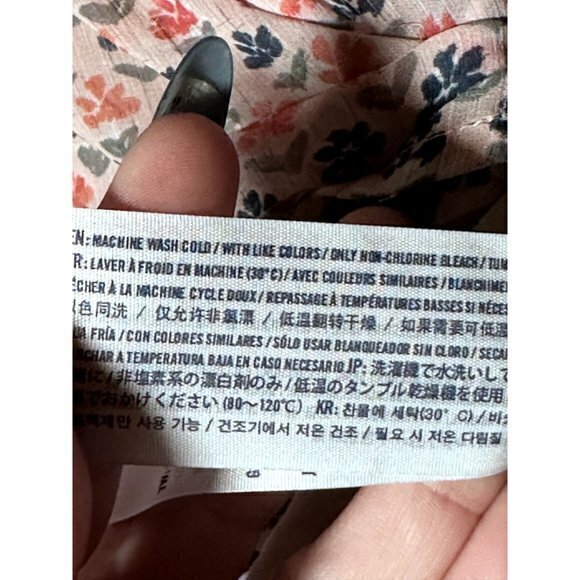 EN: MACHINE WASH COLD / WITH LIKE COLORS / ONLY NON-CHLORINE BLEACH / TUM
FR: LAVER À FROID EN MACHINE (30°C) / AVEC COULEURS SIMILAIRES / BLANCHIME
ÉCHER À LA MACHINE CYCLE DOUX / REPASSAGE À TEMPÉRATURES BASSES SI NÉCES
色同洗 / 仅允许非氯漂 / 低温翻转干燥 / 如果需要可低温
UA FRÍA / CON COLORES SIMILARES / SÓLO USAR BLANQUEADOR SIN CLORO / SECA
CHAR A TEMPERATURA BAJA EN CASO NECESARIO JP: 洗濯機で水洗いして
に / 非塩素系の漂白剤のみ / 低温のタンブル乾燥機を使用
でおかけください (80～120℃) KR: 찬물에 세탁(30° C) / 비슷
백제만 사용 가능 / 건조기에서 저온 건조 / 필요 시 저온 다림질